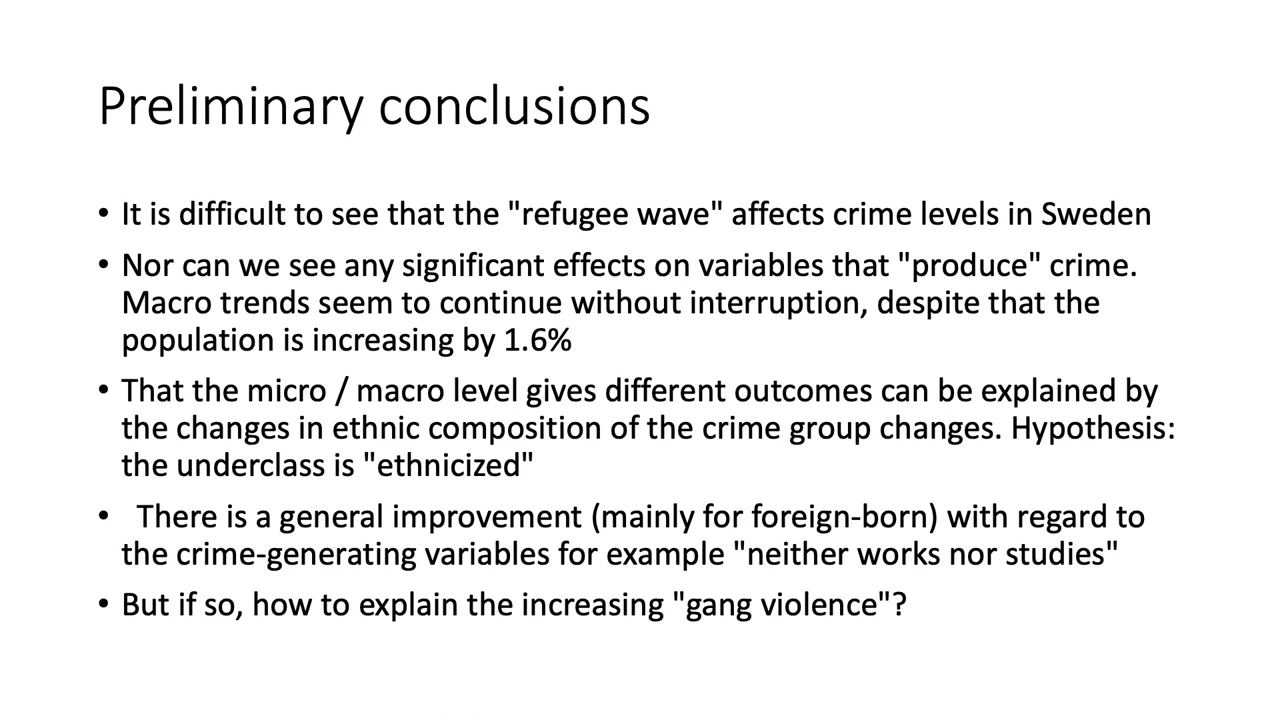 Preliminary conclusions
• It is difficult to see that the "refugee wave" affects crime levels in Sweden
• Nor can we see any significant effects on variables that "produce" crime.
Macro trends seem to continue without interruption, despite that the
population is increasing by 1.6%
• That the micro / macro level gives different outcomes can be explained by
the changes in ethnic composition of the crime group changes. Hypothesis:
the underclass is "ethnicized"
• There is a general improvement (mainly for foreign-born) with regard to
the crime-generating variables for example "neither works nor studies"
• But if so, how to explain the increasing "gang violence"?